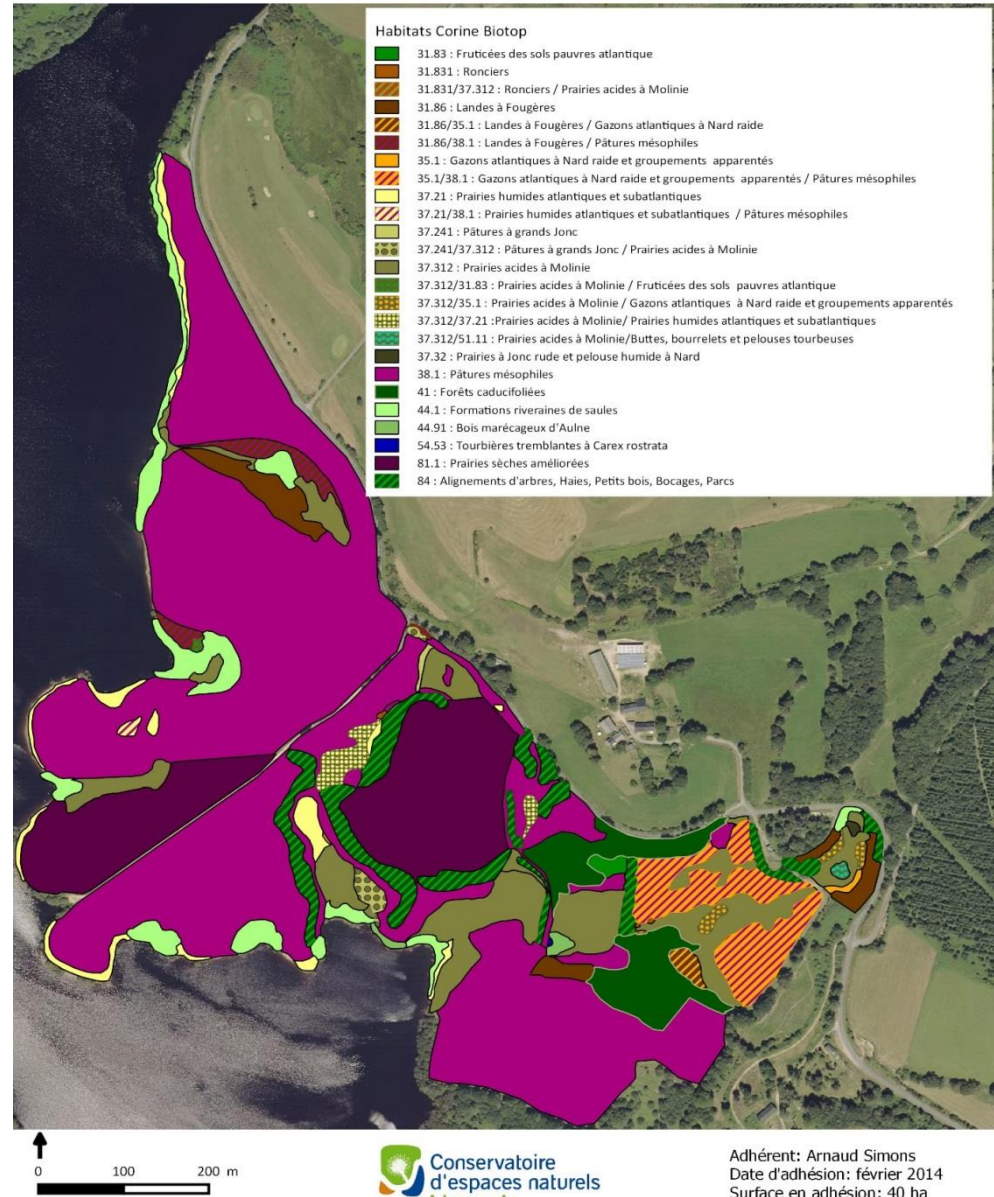 Habitats Corine Biotop
31.83 : Fruticées des sols pauvres atlantique
31.831 : Ronciers
31.831/37.312 : Ronciers / Prairies acides à Molinie
31.86 : Landes à Fougères
31.86/35.1 : Landes à Fougères / Gazons atlantiques à Nard raide
31.86/38.1 : Landes à Fougères / Pâtures mésophiles
35.1 : Gazons atlantiques à Nard raide et groupements apparentés
35.1/38.1 : Gazons atlantiques à Nard raide et groupements apparentés / Pâtures mésophiles
37.21 : Prairies humides atlantiques et subatlantiques
37.21/38.1 : Prairies humides atlantiques et subatlantiques / Pâtures mésophiles
37.241 : Pâtures à grands Jonc
37.241/37.312 : Pâtures à grands Jonc / Prairies acides à Molinie
37.312 : Prairies acides à Molinie
37.312/31.83 : Prairies acides à Molinie / Fruticées des sols pauvres atlantique
37.312/35.1 : Prairies acides à Molinie / Gazons atlantiques à Nard raide et groupements apparentés
37.312/37.21 :Prairies acides à Molinie/ Prairies humides atlantiques et subatlantiques
37.312/51.11 : Prairies acides à Molinie/Buttes, bourrelets et pelouses tourbeuses
37.32 : Prairies à Jonc rude et pelouse humide à Nard
38.1 : Pâtures mésophiles
41 : Forêts caducifoliées
44.1 : Formations riveraines de saules
44.91 : Bois marécageux d'Aulne
54.53 : Tourbières tremblantes à Carex rostrata
81.1 : Prairies sèches améliorées
84 : Alignements d'arbres, Haies, Petits bois, Bocages, Parcs
0 100 200 m
Conservatoire
d'espaces naturels
Adhérent: Arnaud Simons
Date d'adhésion: février 2014
Surface en adhésion: 40 ha